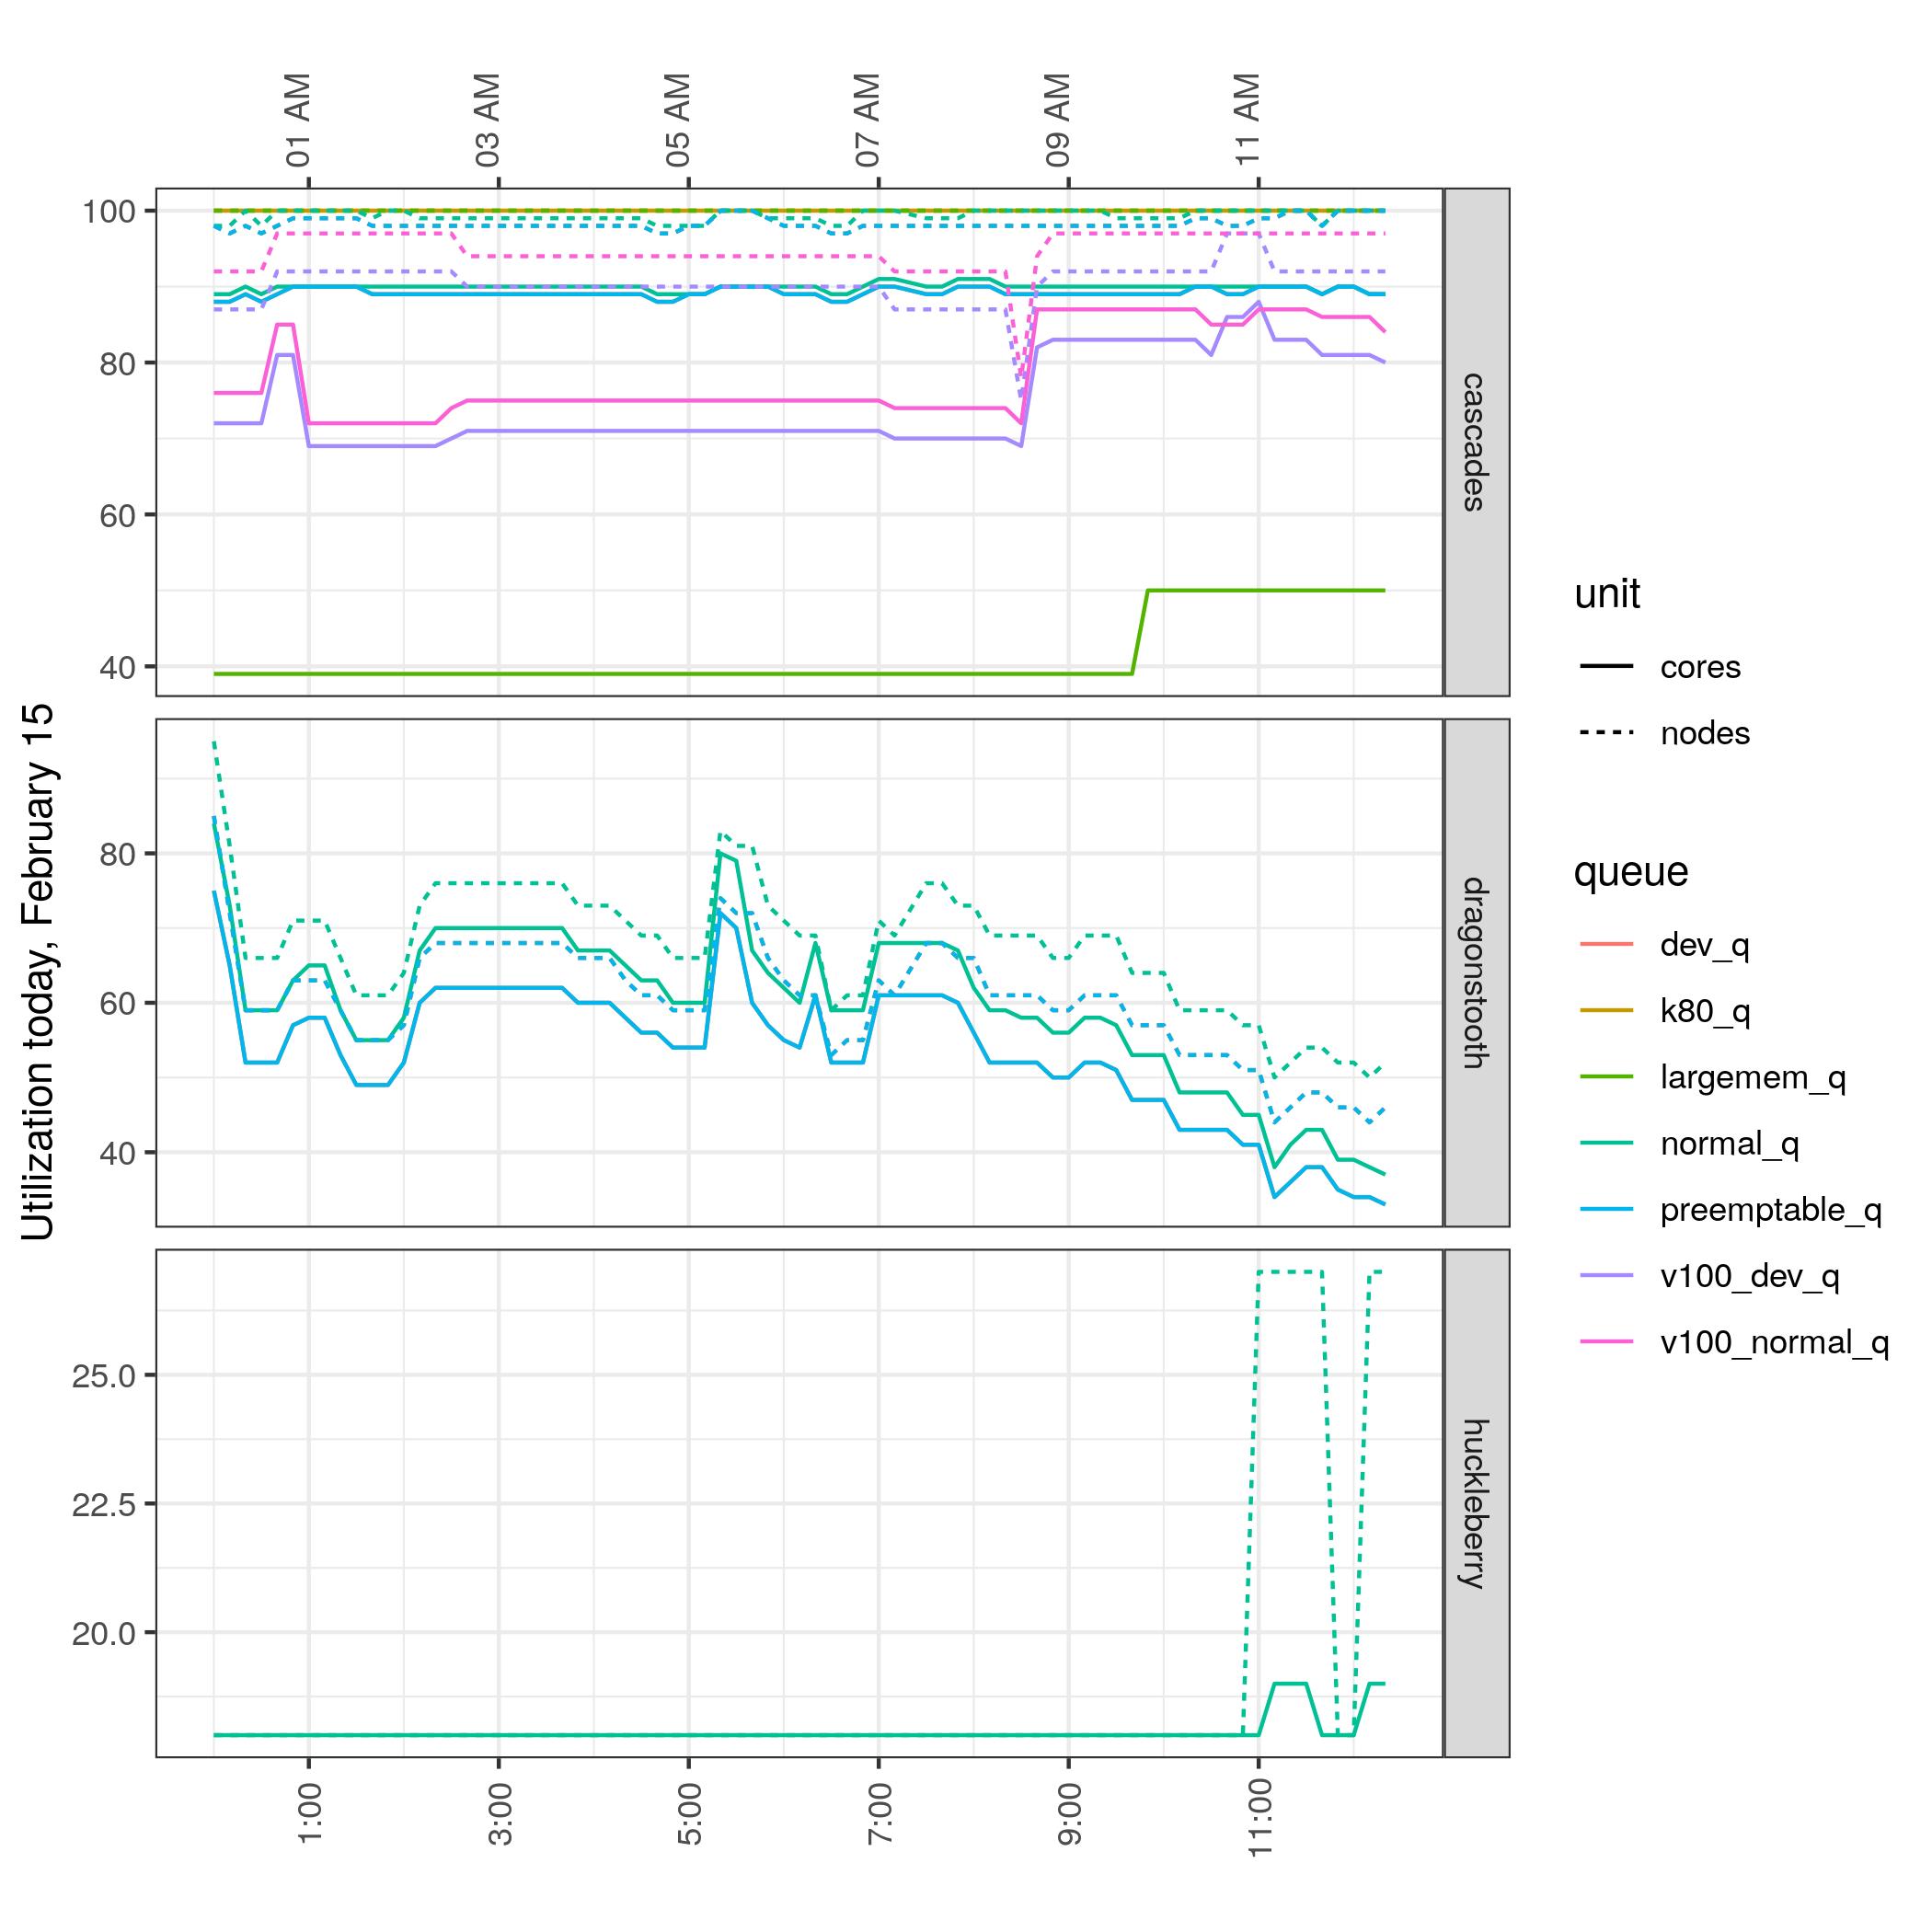 01 AM
03 AM
05 AM
07 AM
09 AM
11 AM
Utilization today, February 15
100
80
60
40
cascades
80
60
40
dragonstooth
25.0
22.5
20.0
huckleberry
1:00
3:00
5:00
7:00
9:00
11:00
unit
cores
nodes
queue
dev_q
k80_q
largemem_q
normal_q
preemptable_q
v100_dev_q
v100_normal_q